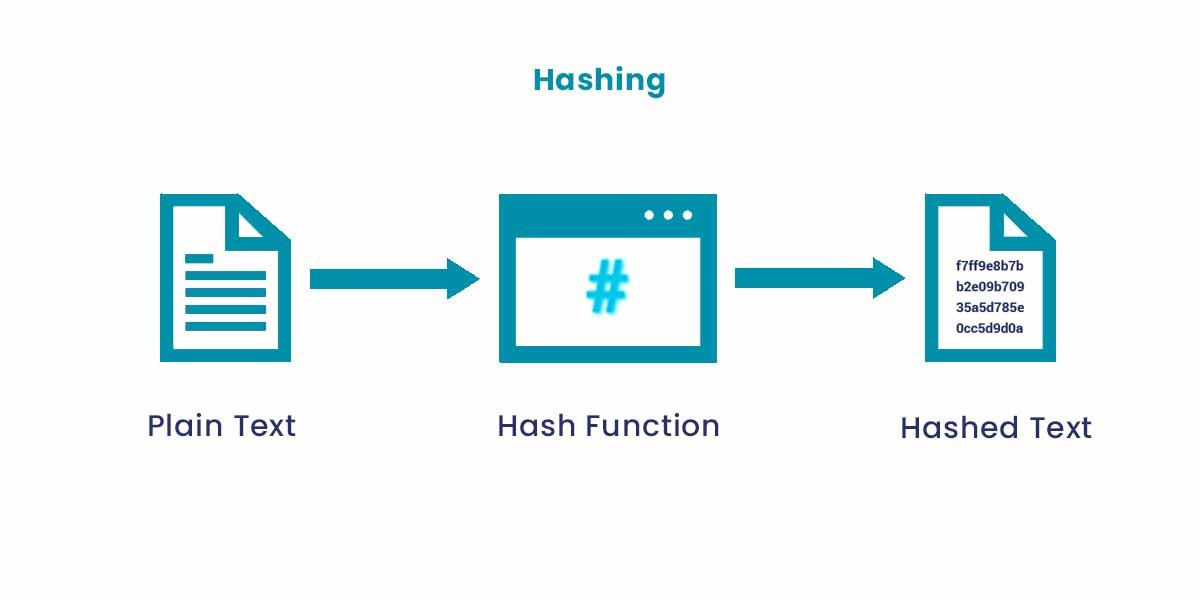 Hashing
#
f7ff9e8b7b
b2e09b709
35a5d785e
0cc5d9d0a
Plain Text
Hash Function
Hashed Text